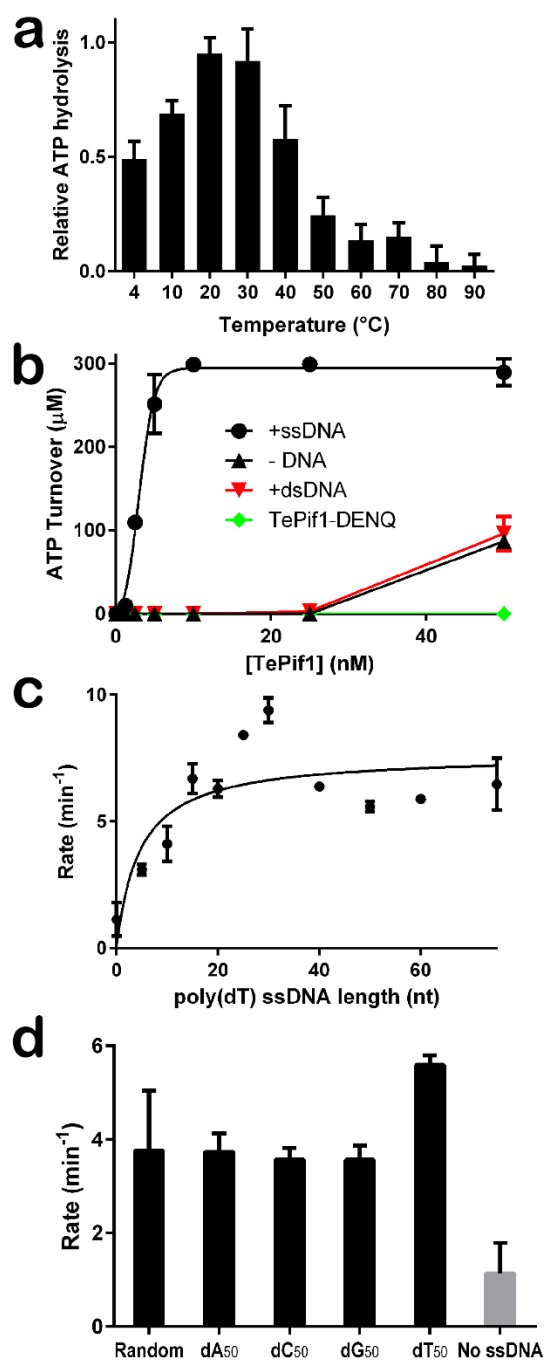 a
Relative ATP hydrolysis
1.0
0.5
0.0
4 10 20 30 40 50 60 70 80 90
Temperature (°C)
b
ATP Turnover (μM)
300
200
100
0
+ssDNA
- DNA
+dsDNA
TePif1-DENQ
0 20 40
[TePif1] (nM)
c
Rate (min⁻¹)
10
5
0
0 20 40 60
poly(dT) ssDNA length (nt)
d
Rate (min⁻¹)
6
4
2
0
Random dA₅₀ dC₅₀ dG₅₀ dT₅₀ No ssDNA